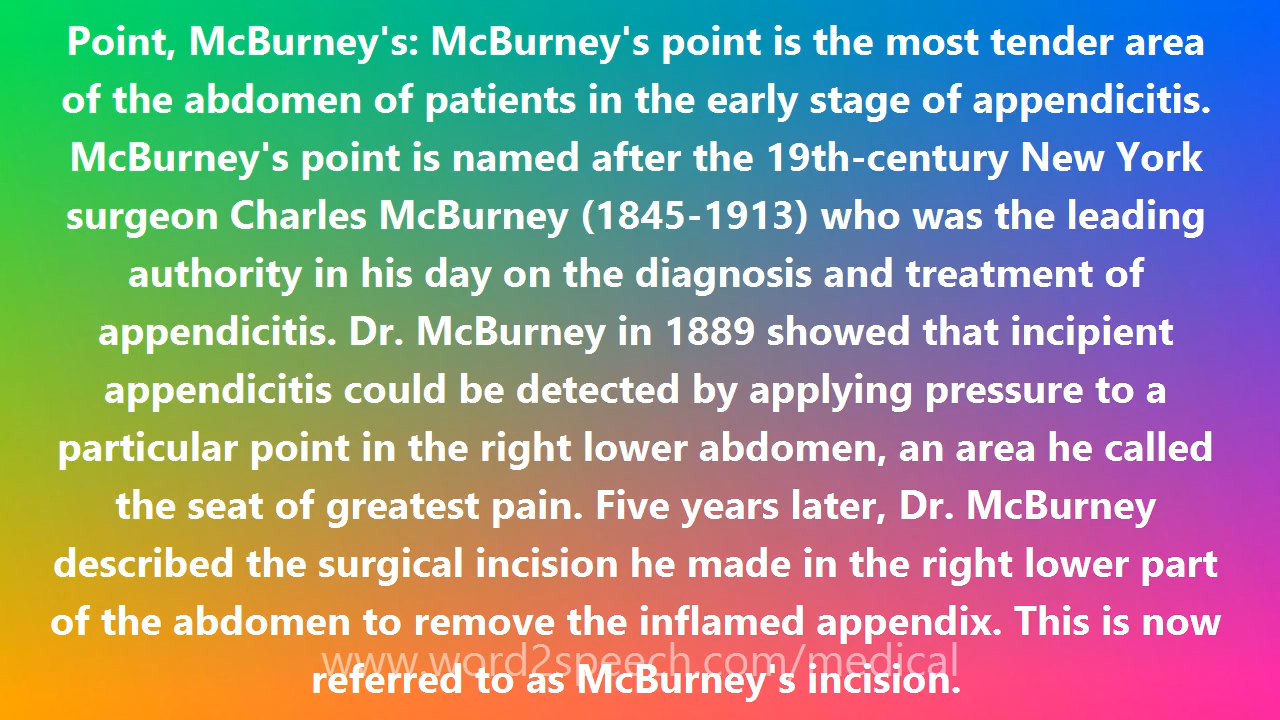 Point, McBurney's: McBurney's point is the most tender area
of the abdomen of patients in the early stage of appendicitis.
McBurney's point is named after the 19th-century New York
surgeon Charles McBurney (1845-1913) who was the leading
authority in his day on the diagnosis and treatment of
appendicitis. Dr. McBurney in 1889 showed that incipient
appendicitis could be detected by applying pressure to a
particular point in the right lower abdomen, an area he called
the seat of greatest pain. Five years later, Dr. McBurney
described the surgical incision he made in the right lower part
of the abdomen to remove the inflamed appendix. This is now
www.word2speech.com/medical
referred to as McBurney's incision.